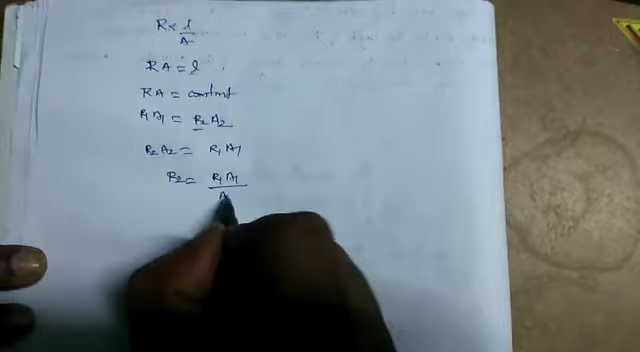 R ∝ l/A
RA = l
RA = constant
R₁A₁ = R₂A₂
R₂A₂ = R₁A₁
R₂ = R₁A₁/A